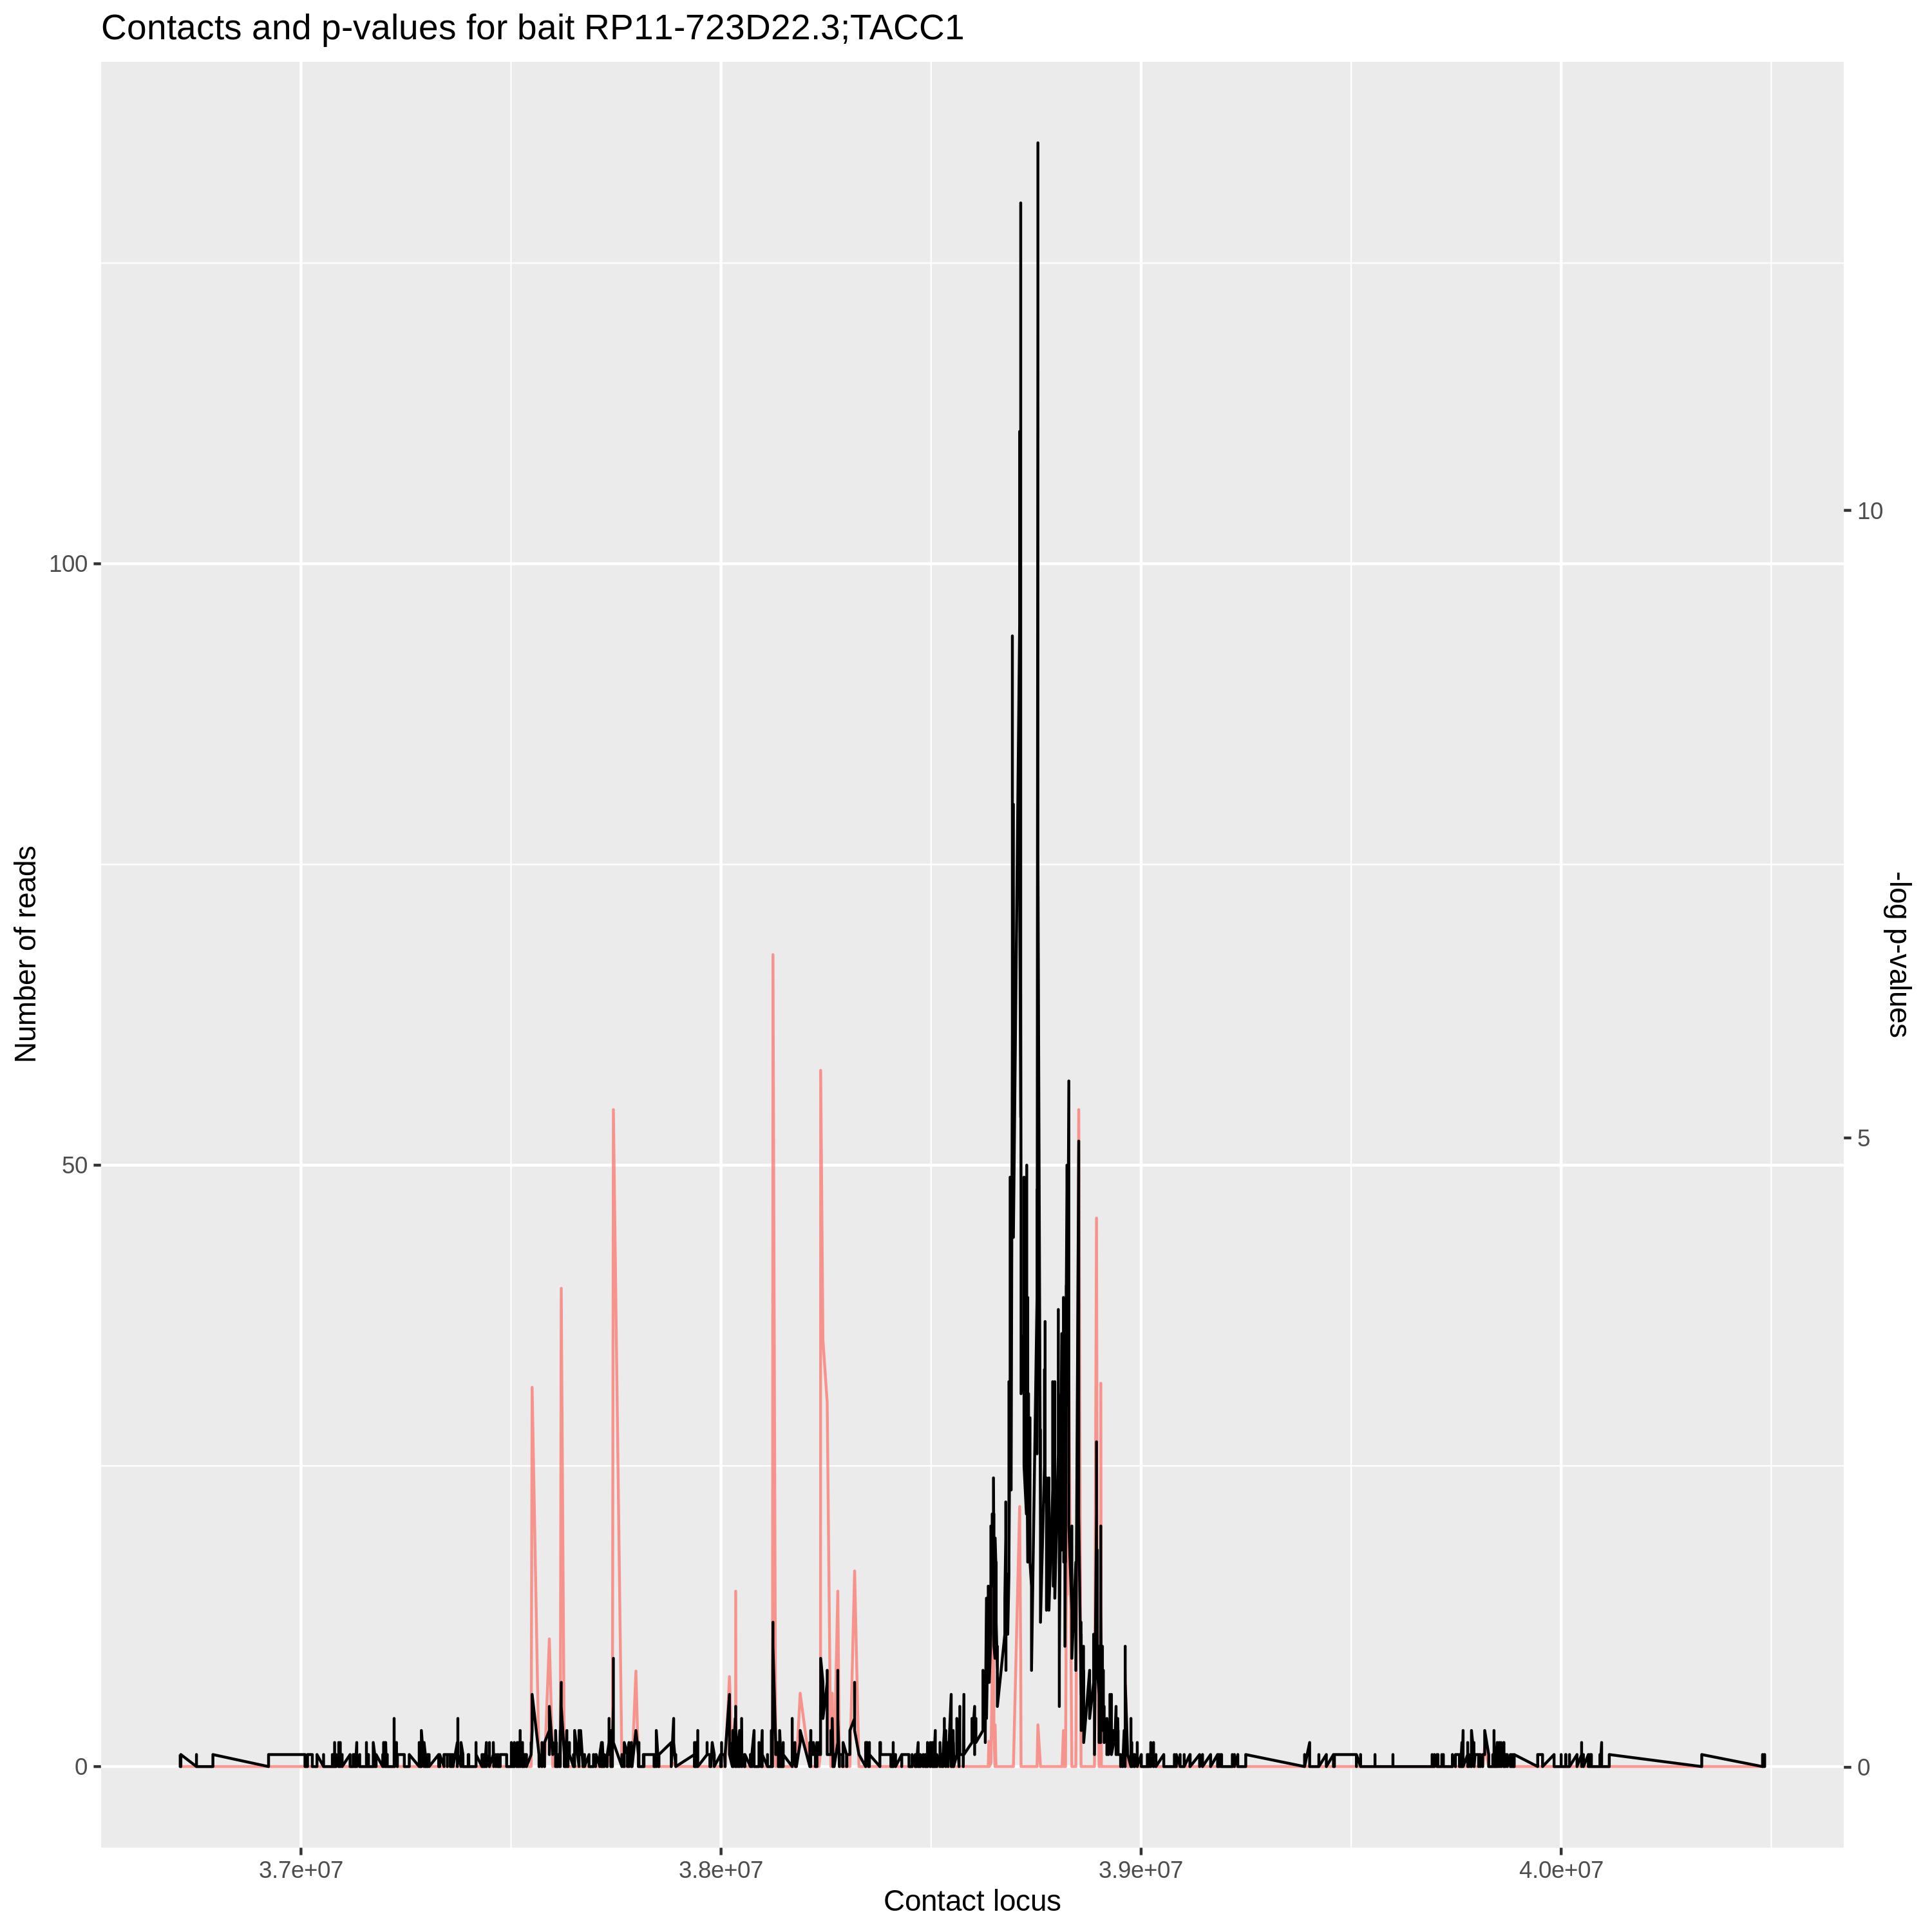 Contacts and p-values for bait RP11-723D22.3;TACC1
Number of reads
100
50
0
10
5
0
-log p-values
3.7e+07
3.8e+07
3.9e+07
4.0e+07
Contact locus